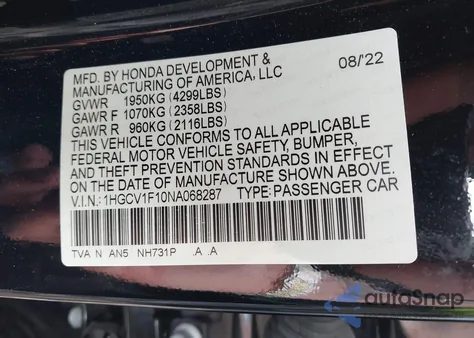 MFD. BY HONDA DEVELOPMENT & 08/'22
MANUFACTURING OF AMERICA, LLC
GVWR 1950KG (4299LBS)
GAWR F 1070KG (2358LBS)
GAWR R 960KG (2116LBS)
THIS VEHICLE CONFORMS TO ALL APPLICABLE
FEDERAL MOTOR VEHICLE SAFETY, BUMPER,
AND THEFT PREVENTION STANDARDS IN EFFECT
ON THE DATE OF MANUFACTURE SHOWN ABOVE.
V.I.N.: 1HGCV1F10NA068287 TYPE: PASSENGER CAR
TVA N AN5 NH731P .A .A
autoSnap